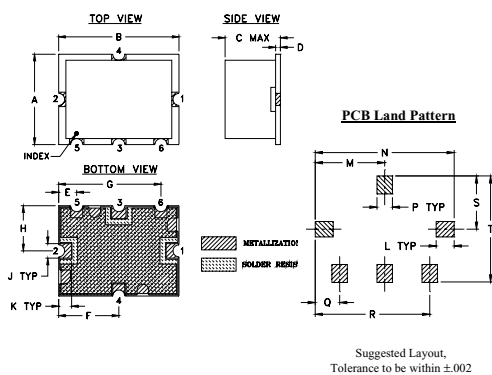 TOP VIEW
SIDE VIEW
B
4
C MAX
D
A
2
1
INDEX
5
3
6
PCB Land Pattern
BOTTOM VIEW
G
E
5
3
6
H
2
1
J TYP
K TYP
4
F
METALLIZATION
SOLDER RESIS
N
M
P TYP
S
T
L TYP
Q
R
Suggested Layout,
Tolerance to be within ±.002